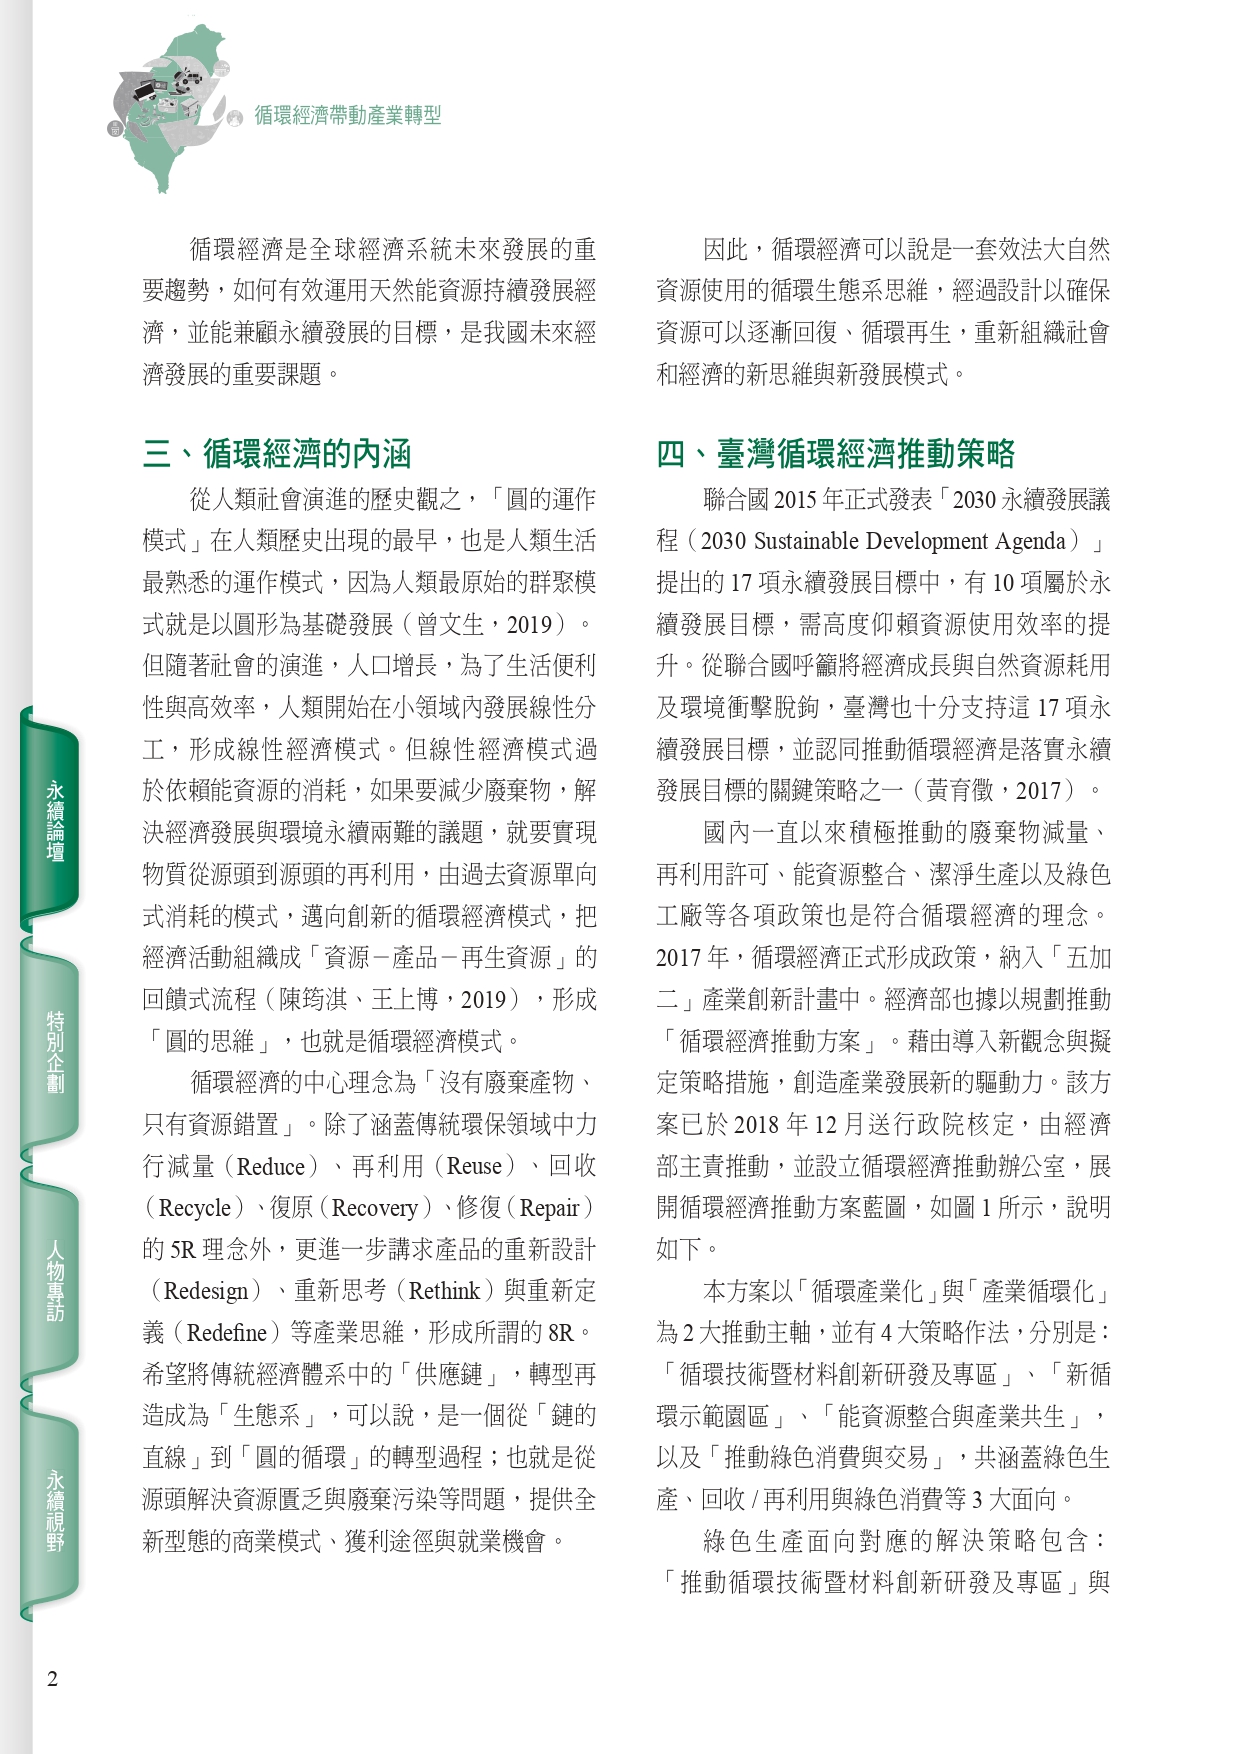 循環經濟帶動產業轉型
循環經濟是全球經濟系統未來發展的重
要趨勢，如何有效運用天然能資源持續發展經
濟，並能兼顧永續發展的目標，是我國未來經
濟發展的重要課題。
三、循環經濟的內涵
從人類社會演進的歷史觀之，「圓的運作
模式」在人類歷史出現的最早，也是人類生活
最熟悉的運作模式，因為人類最原始的群聚模
式就是以圓形為基礎發展（曾文生，2019）。
但隨著社會的演進，人口增長，為了生活便利
性與高效率，人類開始在小領域內發展線性分
工，形成線性經濟模式。但線性經濟模式過
於依賴能資源的消耗，如果要減少廢棄物，解
決經濟發展與環境永續兩難的議題，就要實現
物質從源頭到源頭的再利用，由過去資源單向
式消耗的模式，邁向創新的循環經濟模式，把
經濟活動組織成「資源－產品－再生資源」的
回饋式流程（陳筠淇、王上博，2019），形成
「圓的思維」，也就是循環經濟模式。
循環經濟的中心理念為「沒有廢棄產物、
只有資源錯置」。除了涵蓋傳統環保領域中力
行減量（Reduce）、再利用（Reuse）、回收
（Recycle）、復原（Recovery）、修復（Repair）
的 5R 理念外，更進一步講求產品的重新設計
（Redesign）、重新思考（Rethink）與重新定
義（Redefine）等產業思維，形成所謂的 8R。
希望將傳統經濟體系中的「供應鏈」，轉型再
造成為「生態系」，可以說，是一個從「鏈的
直線」到「圓的循環」的轉型過程；也就是從
源頭解決資源匱乏與廢棄污染等問題，提供全
新型態的商業模式、獲利途徑與就業機會。
因此，循環經濟可以說是一套效法大自然
資源使用的循環生態系思維，經過設計以確保
資源可以逐漸回復、循環再生，重新組織社會
和經濟的新思維與新發展模式。
四、臺灣循環經濟推動策略
聯合國 2015 年正式發表「2030 永續發展議
程（2030 Sustainable Development Agenda）」
提出的 17 項永續發展目標中，有 10 項屬於永
續發展目標，需高度仰賴資源使用效率的提
升。從聯合國呼籲將經濟成長與自然資源耗用
及環境衝擊脫鉤，臺灣也十分支持這 17 項永
續發展目標，並認同推動循環經濟是落實永續
發展目標的關鍵策略之一（黃育徵，2017）。
國內一直以來積極推動的廢棄物減量、
再利用許可、能資源整合、潔淨生產以及綠色
工廠等各項政策也是符合循環經濟的理念。
2017 年，循環經濟正式形成政策，納入「五加
二」產業創新計畫中。經濟部也據以規劃推動
「循環經濟推動方案」。藉由導入新觀念與擬
定策略措施，創造產業發展新的驅動力。該方
案已於 2018 年 12 月送行政院核定，由經濟
部主責推動，並設立循環經濟推動辦公室，展
開循環經濟推動方案藍圖，如圖 1 所示，說明
如下。
本方案以「循環產業化」與「產業循環化」
為 2 大推動主軸，並有 4 大策略作法，分別是：
「循環技術暨材料創新研發及專區」、「新循
環示範園區」、「能資源整合與產業共生」，
以及「推動綠色消費與交易」，共涵蓋綠色生
產、回收 / 再利用與綠色消費等 3 大面向。
綠色生產面向對應的解決策略包含：
「推動循環技術暨材料創新研發及專區」與
永續論壇
特別企劃
人物專訪
永續視野
2